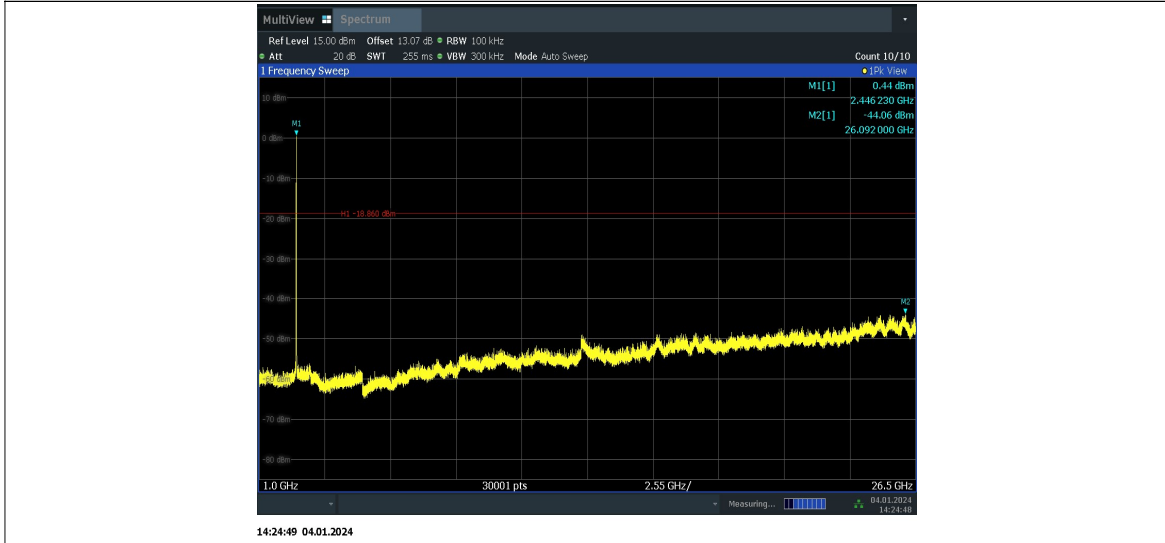 MultiView Spectrum
Ref Level 15.00 dBm Offset 13.07 dB RBW 100 kHz
Att 20 dB SWT 255 ms VBW 300 kHz Mode Auto Sweep Count 10/10
1 Frequency Sweep 1Pk View
M1[1] 0.44 dBm
2.446 230 GHz
M2[1] -44.06 dBm
26.092 000 GHz
10 dBm
M1
0 dBm
-10 dBm
H1 -18.860 dBm
-20 dBm
-30 dBm
-40 dBm
M2
-50 dBm
-60 dBm
-70 dBm
-80 dBm
1.0 GHz 30001 pts 2.55 GHz/ 26.5 GHz
Measuring... 04.01.2024
14:24:48
14:24:49 04.01.2024